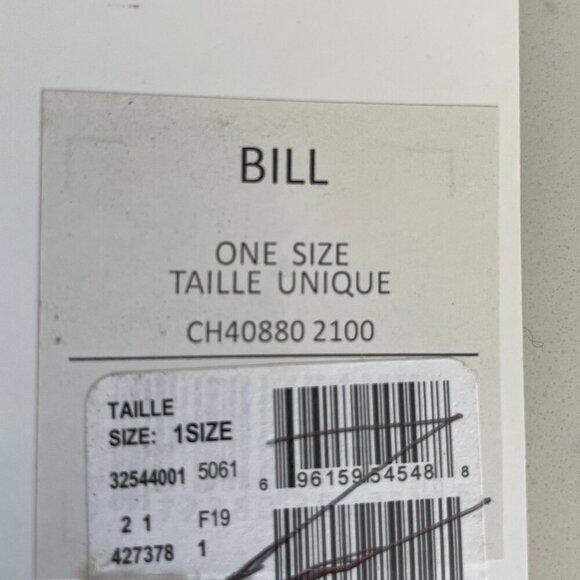 BILL
ONE SIZE
TAILLE UNIQUE
CH40880 2100
TAILLE
SIZE: 1SIZE
32544001 5061
6 96159 54548 8
2 1 F19
427378 1